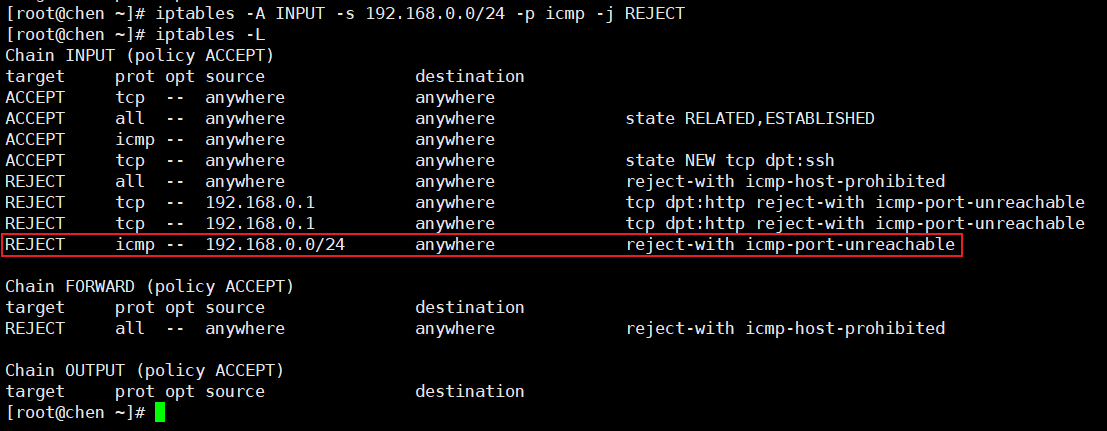 [root@chen ~]# iptables -A INPUT -s 192.168.0.0/24 -p icmp -j REJECT
[root@chen ~]# iptables -L
Chain INPUT (policy ACCEPT)
target     prot opt source               destination
ACCEPT     tcp  --  anywhere             anywhere
ACCEPT     all  --  anywhere             anywhere             state RELATED,ESTABLISHED
ACCEPT     icmp --  anywhere             anywhere
ACCEPT     tcp  --  anywhere             anywhere             state NEW tcp dpt:ssh
REJECT     all  --  anywhere             anywhere             reject-with icmp-host-prohibited
REJECT     tcp  --  192.168.0.1          anywhere             tcp dpt:http reject-with icmp-port-unreachable
REJECT     tcp  --  192.168.0.1          anywhere             tcp dpt:http reject-with icmp-port-unreachable
REJECT     icmp --  192.168.0.0/24       anywhere             reject-with icmp-port-unreachable

Chain FORWARD (policy ACCEPT)
target     prot opt source               destination
REJECT     all  --  anywhere             anywhere             reject-with icmp-host-prohibited

Chain OUTPUT (policy ACCEPT)
target     prot opt source               destination
[root@chen ~]#